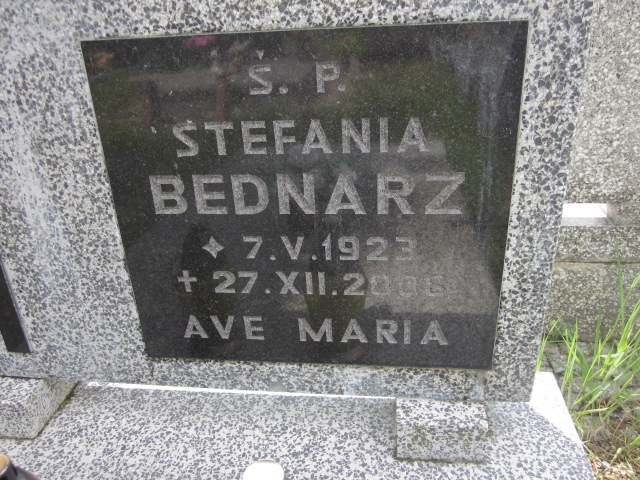 Ś. P.
STEFANIA
BEDNARZ
7.V.1923
27.XII.2006
AVE MARIA